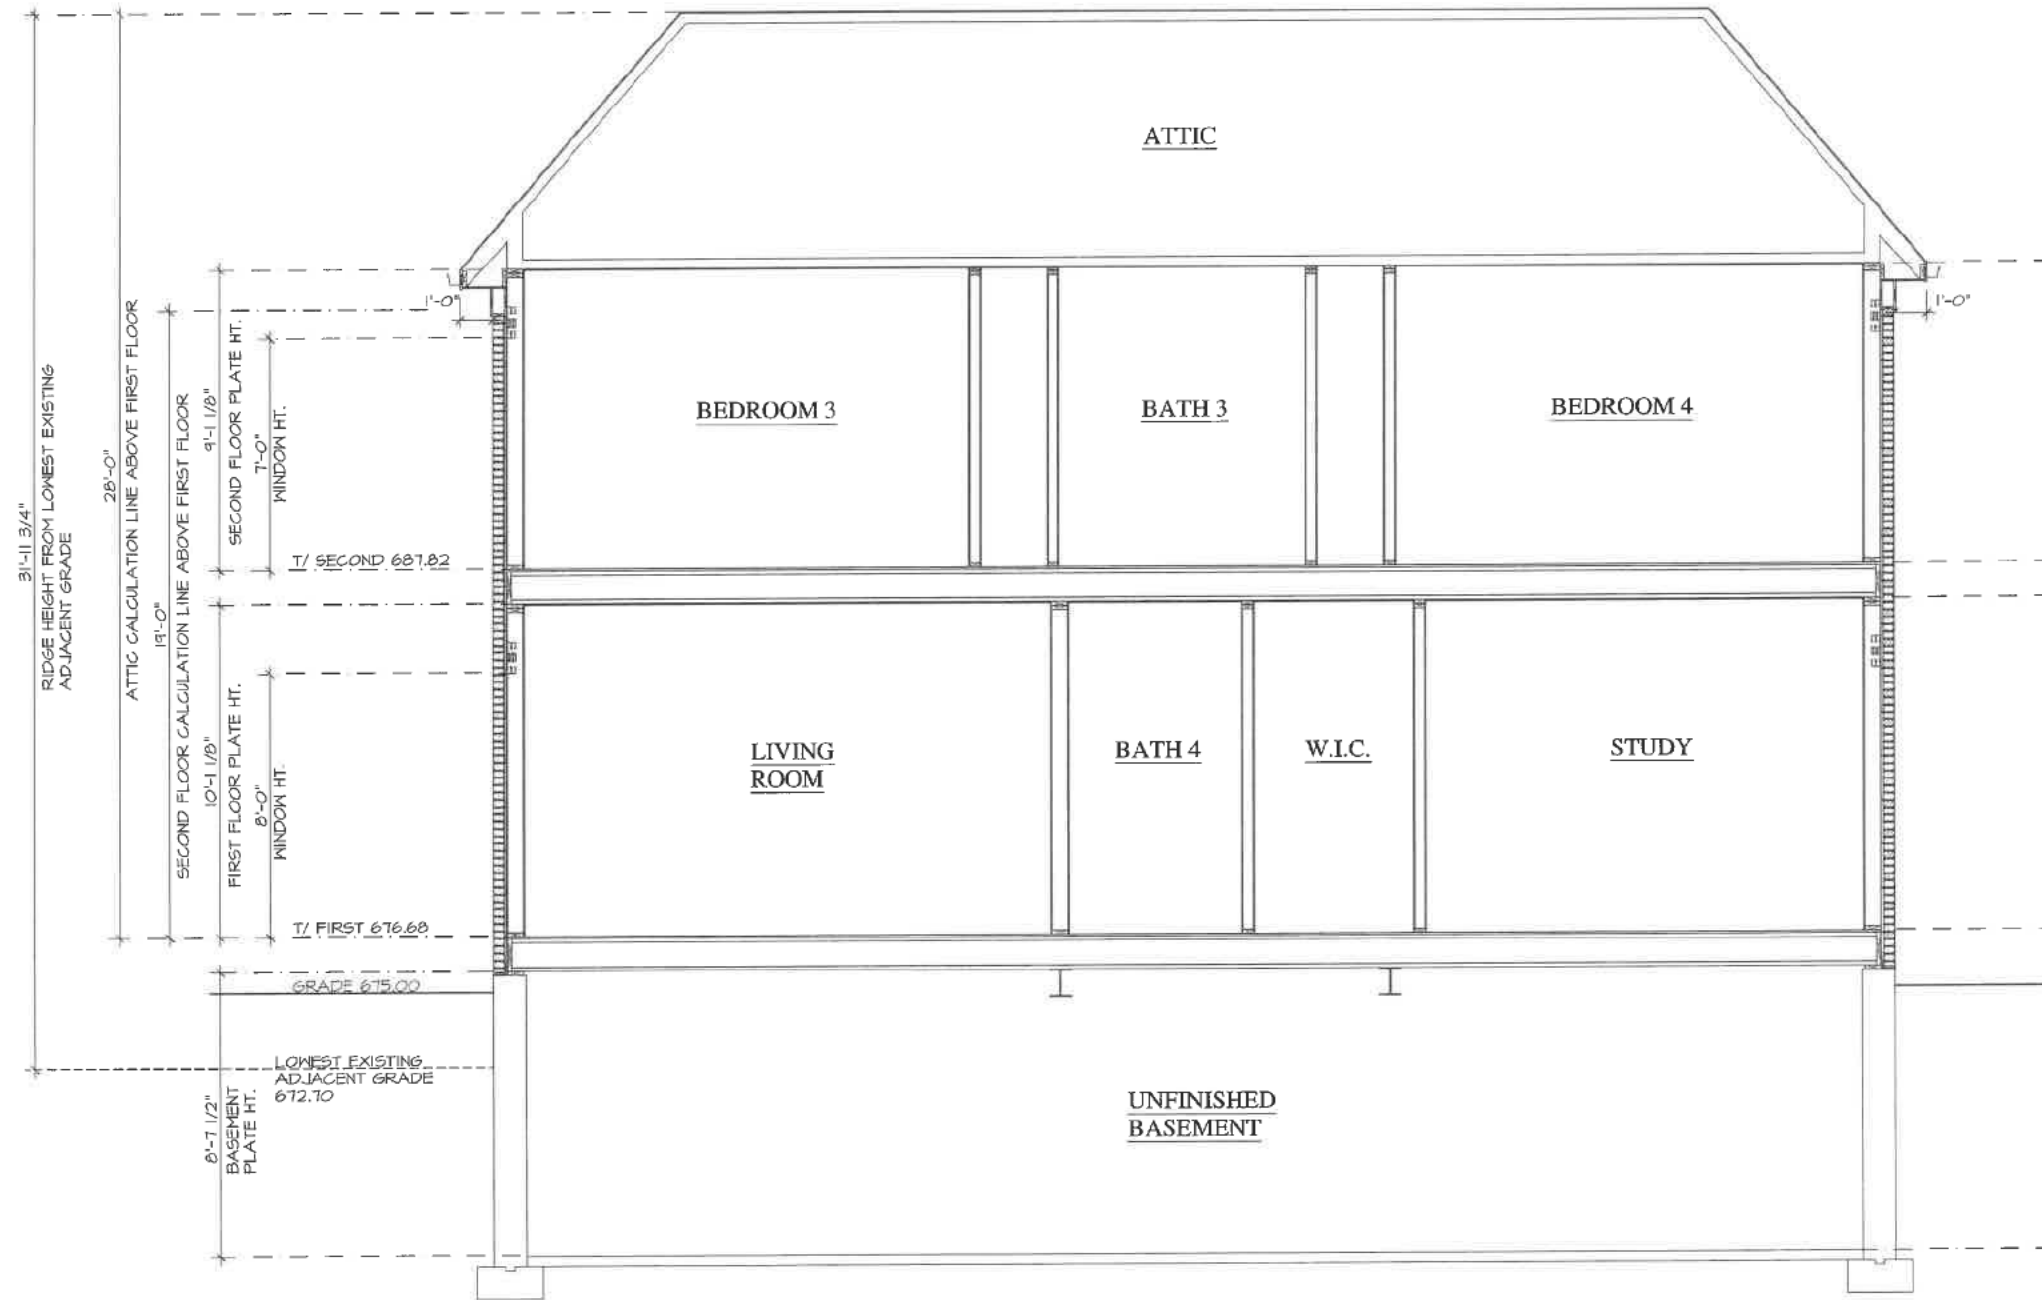 ATTIC
1'-0"
1'-0"
BEDROOM 3
BATH 3
BEDROOM 4
T/ SECOND 687.82
LIVING
ROOM
BATH 4
W.I.C.
STUDY
T/ FIRST 676.68
GRADE 675.00
LOWEST EXISTING
ADJACENT GRADE
672.70
UNFINISHED
BASEMENT
31'-11 3/4"
RIDGE HEIGHT FROM LOWEST EXISTING
ADJACENT GRADE
28'-0"
ATTIC CALCULATION LINE ABOVE FIRST FLOOR
19'-0"
SECOND FLOOR CALCULATION LINE ABOVE FIRST FLOOR
9'-1 1/8"
SECOND FLOOR PLATE HT.
7'-0"
WINDOW HT.
10'-1 1/8"
FIRST FLOOR PLATE HT.
8'-0"
WINDOW HT.
8'-7 1/2"
BASEMENT
PLATE HT.